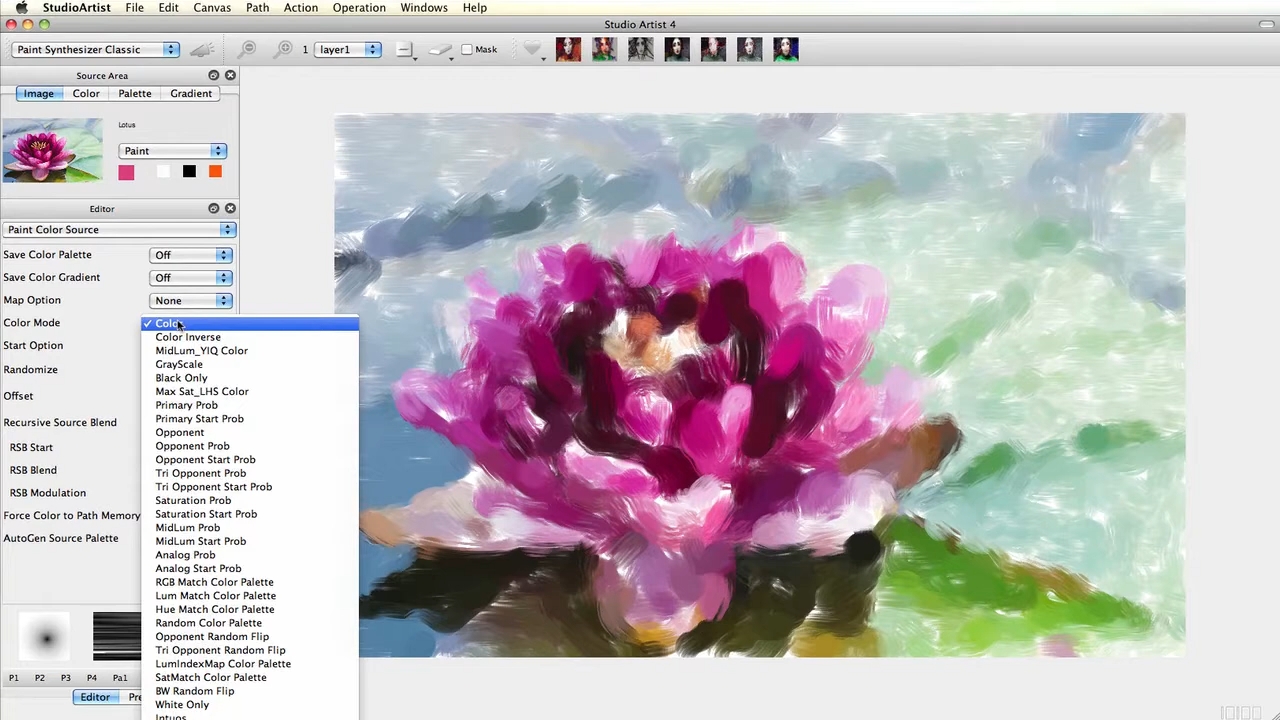 StudioArtist File Edit Canvas Path Action Operation Windows Help
Studio Artist 4
Paint Synthesizer Classic 1 layer1 Mask
Source Area
Image Color Palette Gradient
Lotus
Paint
Editor
Paint Color Source
Save Color Palette Off
Save Color Gradient Off
Map Option None
Color Mode
Start Option
Randomize
Offset
Recursive Source Blend
RSB Start
RSB Blend
RSB Modulation
Force Color to Path Memory
AutoGen Source Palette
✓ Color
Color Inverse
MidLum_YIQ Color
GrayScale
Black Only
Max Sat_LHS Color
Primary Prob
Primary Start Prob
Opponent
Opponent Prob
Opponent Start Prob
Tri Opponent Prob
Tri Opponent Start Prob
Saturation Prob
Saturation Start Prob
MidLum Prob
MidLum Start Prob
Analog Prob
Analog Start Prob
RGB Match Color Palette
Lum Match Color Palette
Hue Match Color Palette
Random Color Palette
Opponent Random Flip
Tri Opponent Random Flip
LumIndexMap Color Palette
SatMatch Color Palette
BW Random Flip
White Only
Intuos
P1 P2 P3 P4 Pa1
Editor Pre